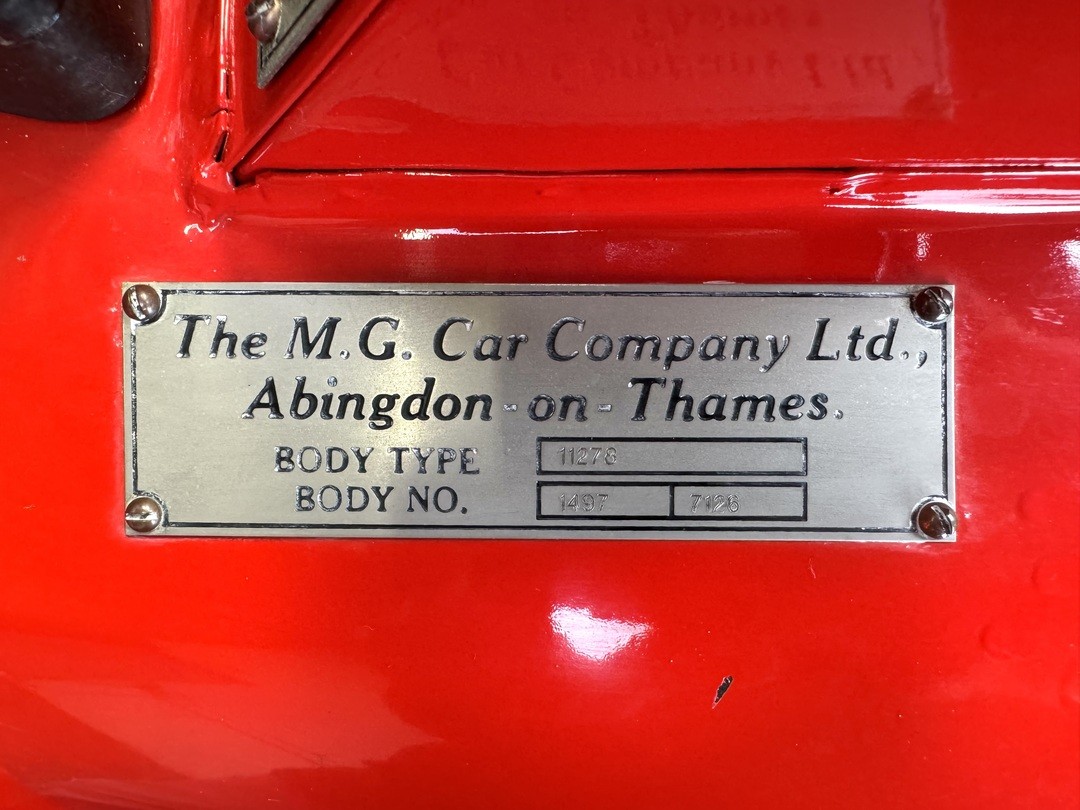 The M.G. Car Company Ltd.,
Abingdon-on-Thames.
BODY TYPE 11278
BODY NO. 1497 7126